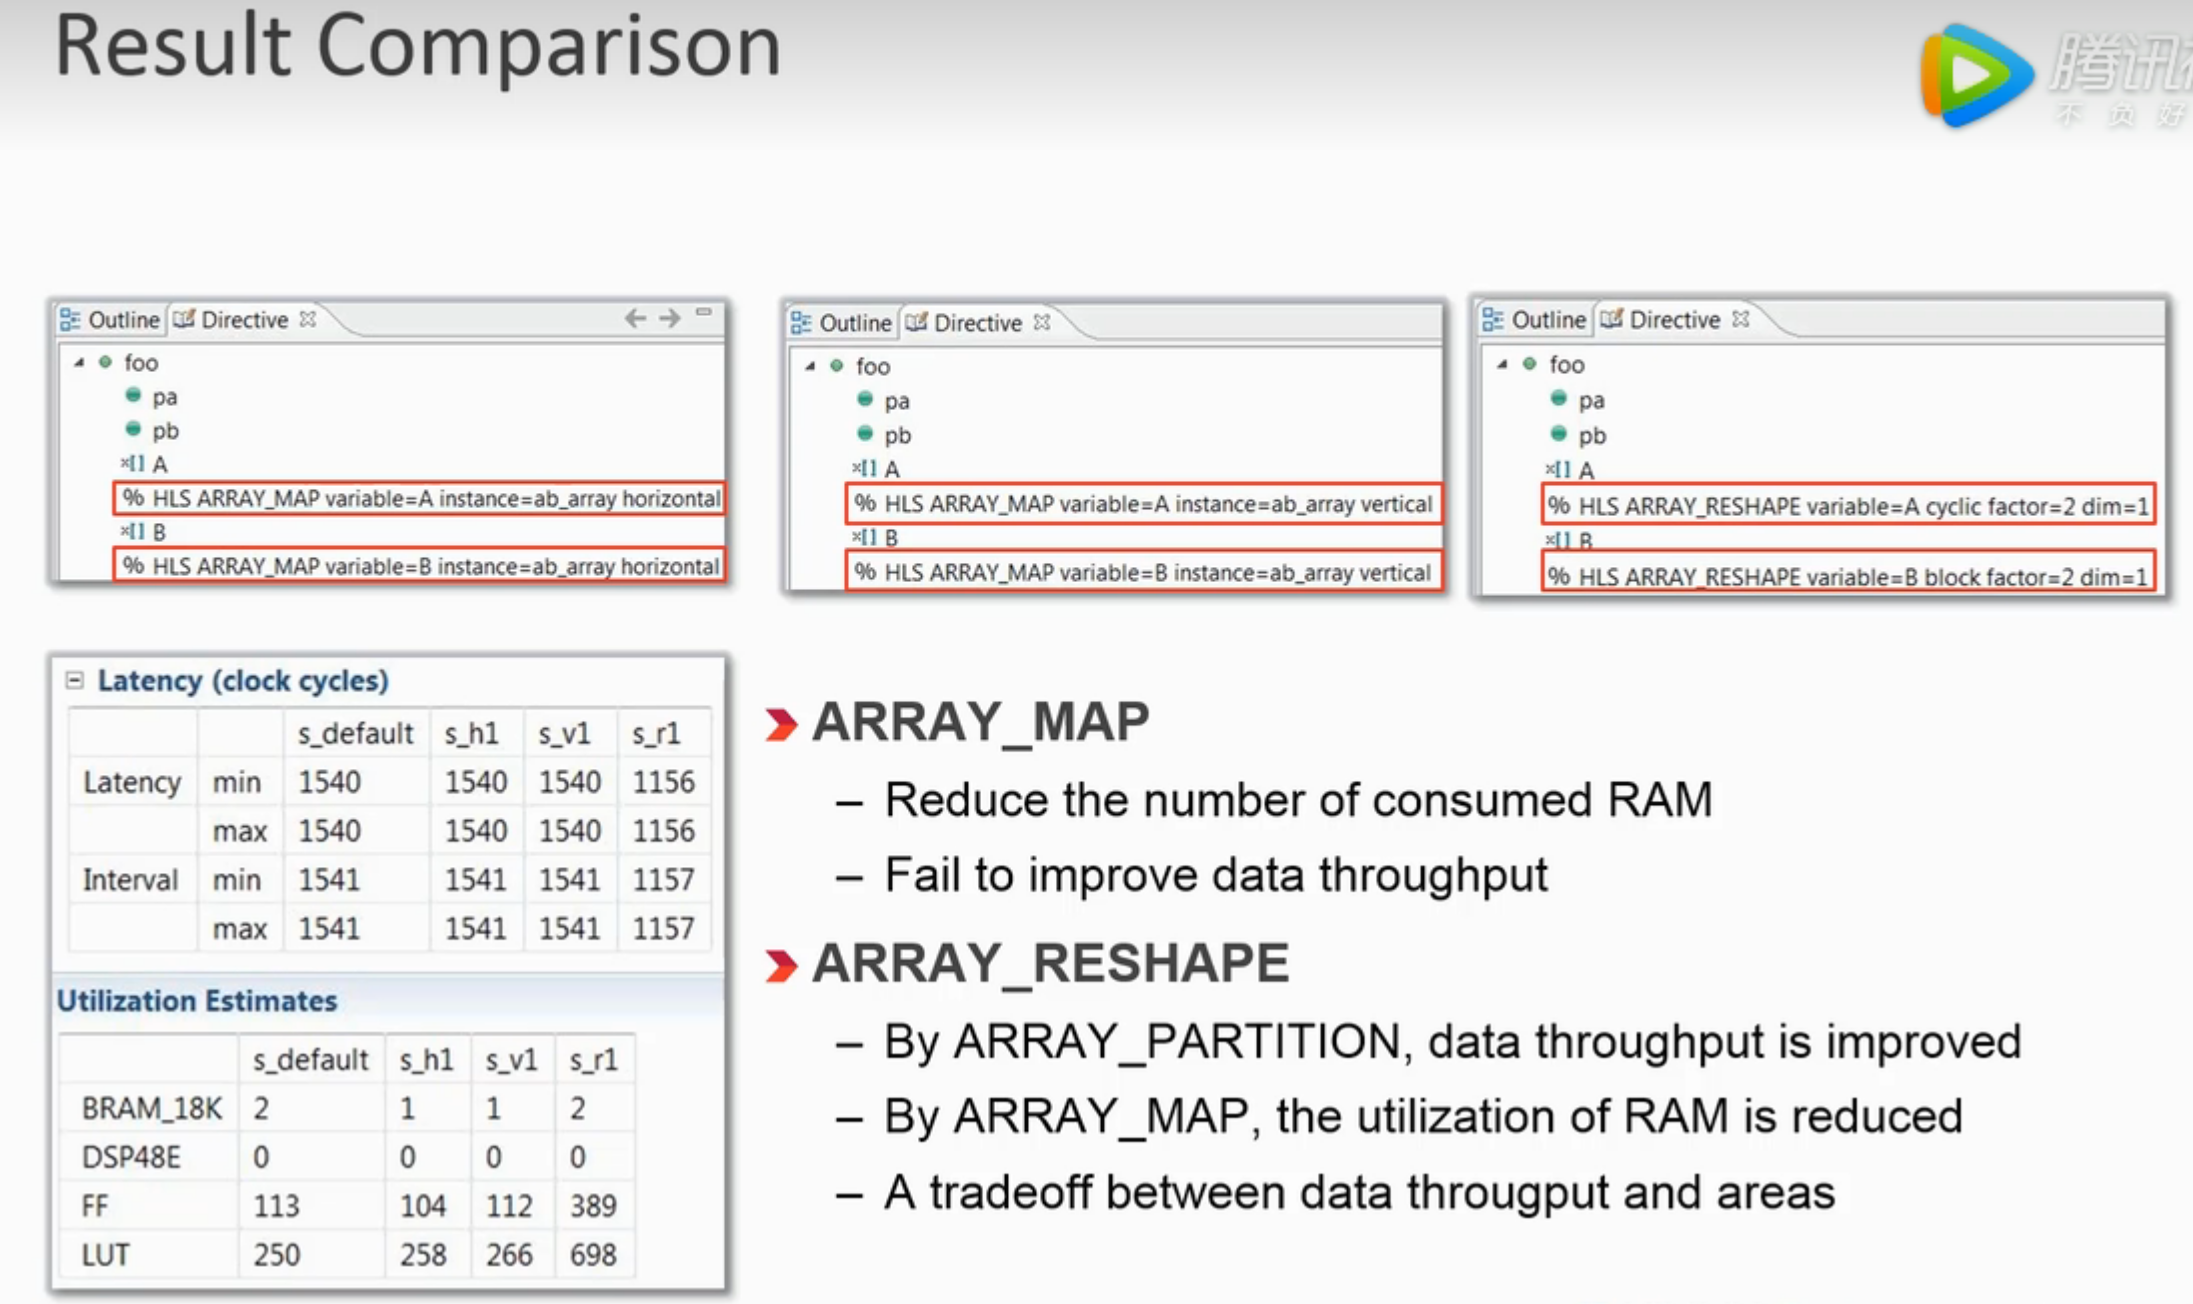 Result Comparison
腾讯
不 负 好
Outline Directive
foo
pa
pb
A
% HLS ARRAY_MAP variable=A instance=ab_array horizontal
B
% HLS ARRAY_MAP variable=B instance=ab_array horizontal
Outline Directive
foo
pa
pb
A
% HLS ARRAY_MAP variable=A instance=ab_array vertical
B
% HLS ARRAY_MAP variable=B instance=ab_array vertical
Outline Directive
foo
pa
pb
A
% HLS ARRAY_RESHAPE variable=A cyclic factor=2 dim=1
B
% HLS ARRAY_RESHAPE variable=B block factor=2 dim=1
Latency (clock cycles)
s_default s_h1 s_v1 s_r1
Latency min 1540 1540 1540 1156
max 1540 1540 1540 1156
Interval min 1541 1541 1541 1157
max 1541 1541 1541 1157
Utilization Estimates
s_default s_h1 s_v1 s_r1
BRAM_18K 2 1 1 2
DSP48E 0 0 0 0
FF 113 104 112 389
LUT 250 258 266 698
ARRAY_MAP
– Reduce the number of consumed RAM
– Fail to improve data throughput
ARRAY_RESHAPE
– By ARRAY_PARTITION, data throughput is improved
– By ARRAY_MAP, the utilization of RAM is reduced
– A tradeoff between data througput and areas